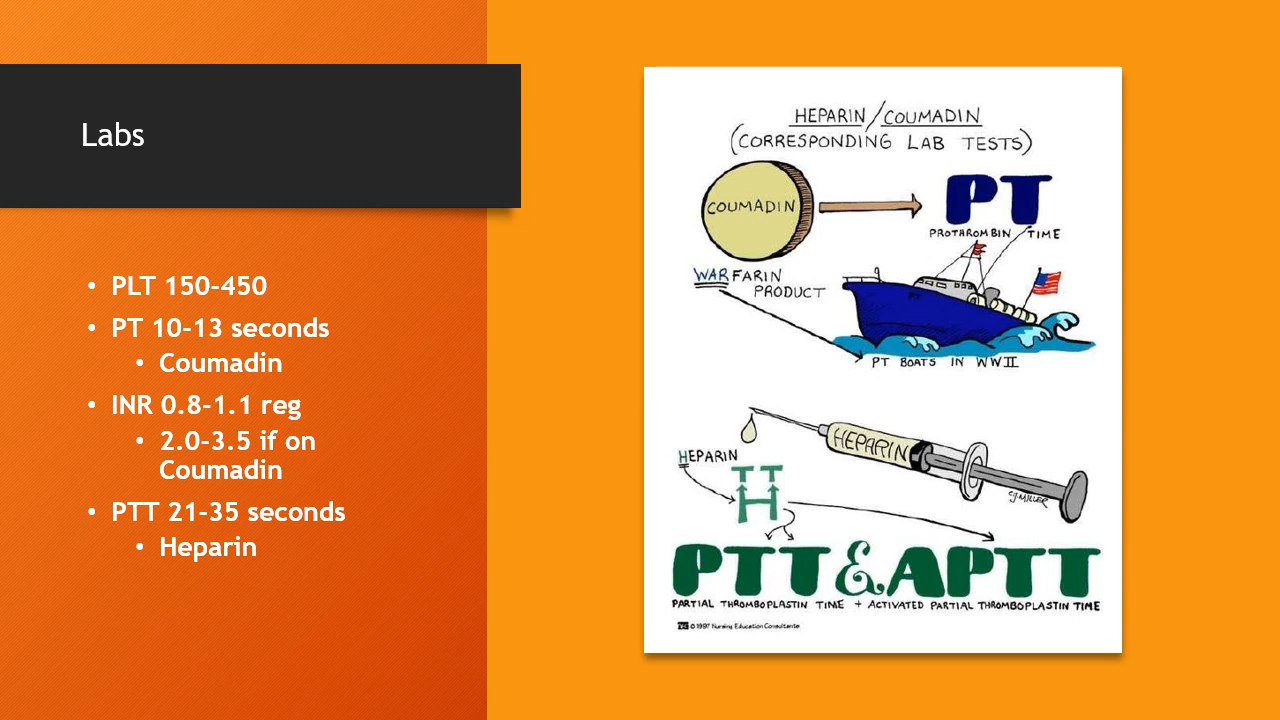 Labs
• PLT 150-450
• PT 10-13 seconds
• Coumadin
• INR 0.8-1.1 reg
• 2.0-3.5 if on
Coumadin
• PTT 21-35 seconds
• Heparin
HEPARIN/COUMADIN
(CORRESPONDING LAB TESTS)
COUMADIN
PT
PROTHROMBIN TIME
WARFARIN
PRODUCT
PT
PT BOATS IN WWII
HEPARIN
HEPARIN
TT
H
CJMILLER
PTT&APTT
PARTIAL THROMBOPLASTIN TIME + ACTIVATED PARTIAL THROMBOPLASTIN TIME
©1997 Nursing Education Consultants